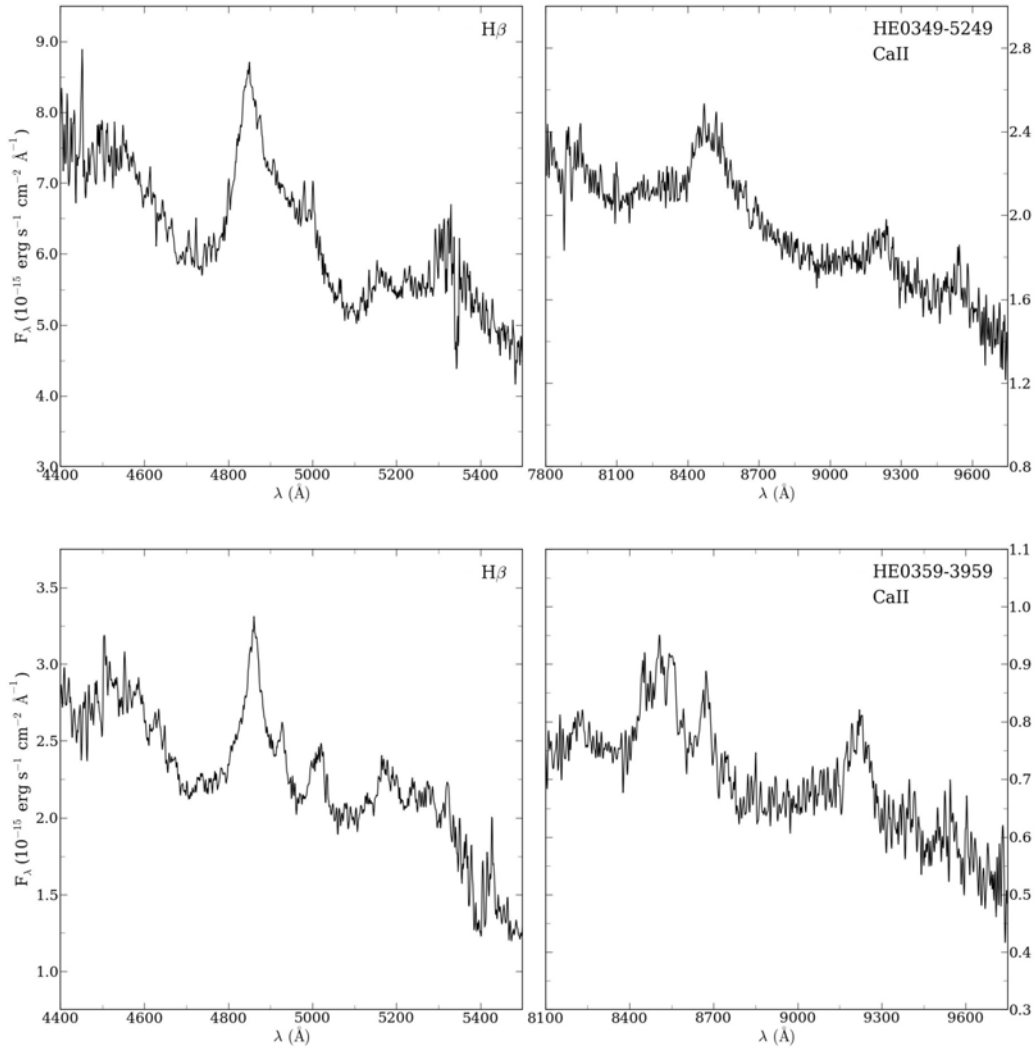 Hβ
9.0
8.0
7.0
6.0
5.0
4.0
3.0
F_λ (10⁻¹⁵ erg s⁻¹ cm⁻² Å⁻¹)
4400 4600 4800 5000 5200 5400
λ (Å)
HE0349-5249
CaII
2.8
2.4
2.0
1.6
1.2
0.8
7800 8100 8400 8700 9000 9300 9600
λ (Å)
Hβ
3.5
3.0
2.5
2.0
1.5
1.0
F_λ (10⁻¹⁵ erg s⁻¹ cm⁻² Å⁻¹)
4400 4600 4800 5000 5200 5400
λ (Å)
HE0359-3959
CaII
1.1
1.0
0.9
0.8
0.7
0.6
0.5
0.4
0.3
8100 8400 8700 9000 9300 9600
λ (Å)